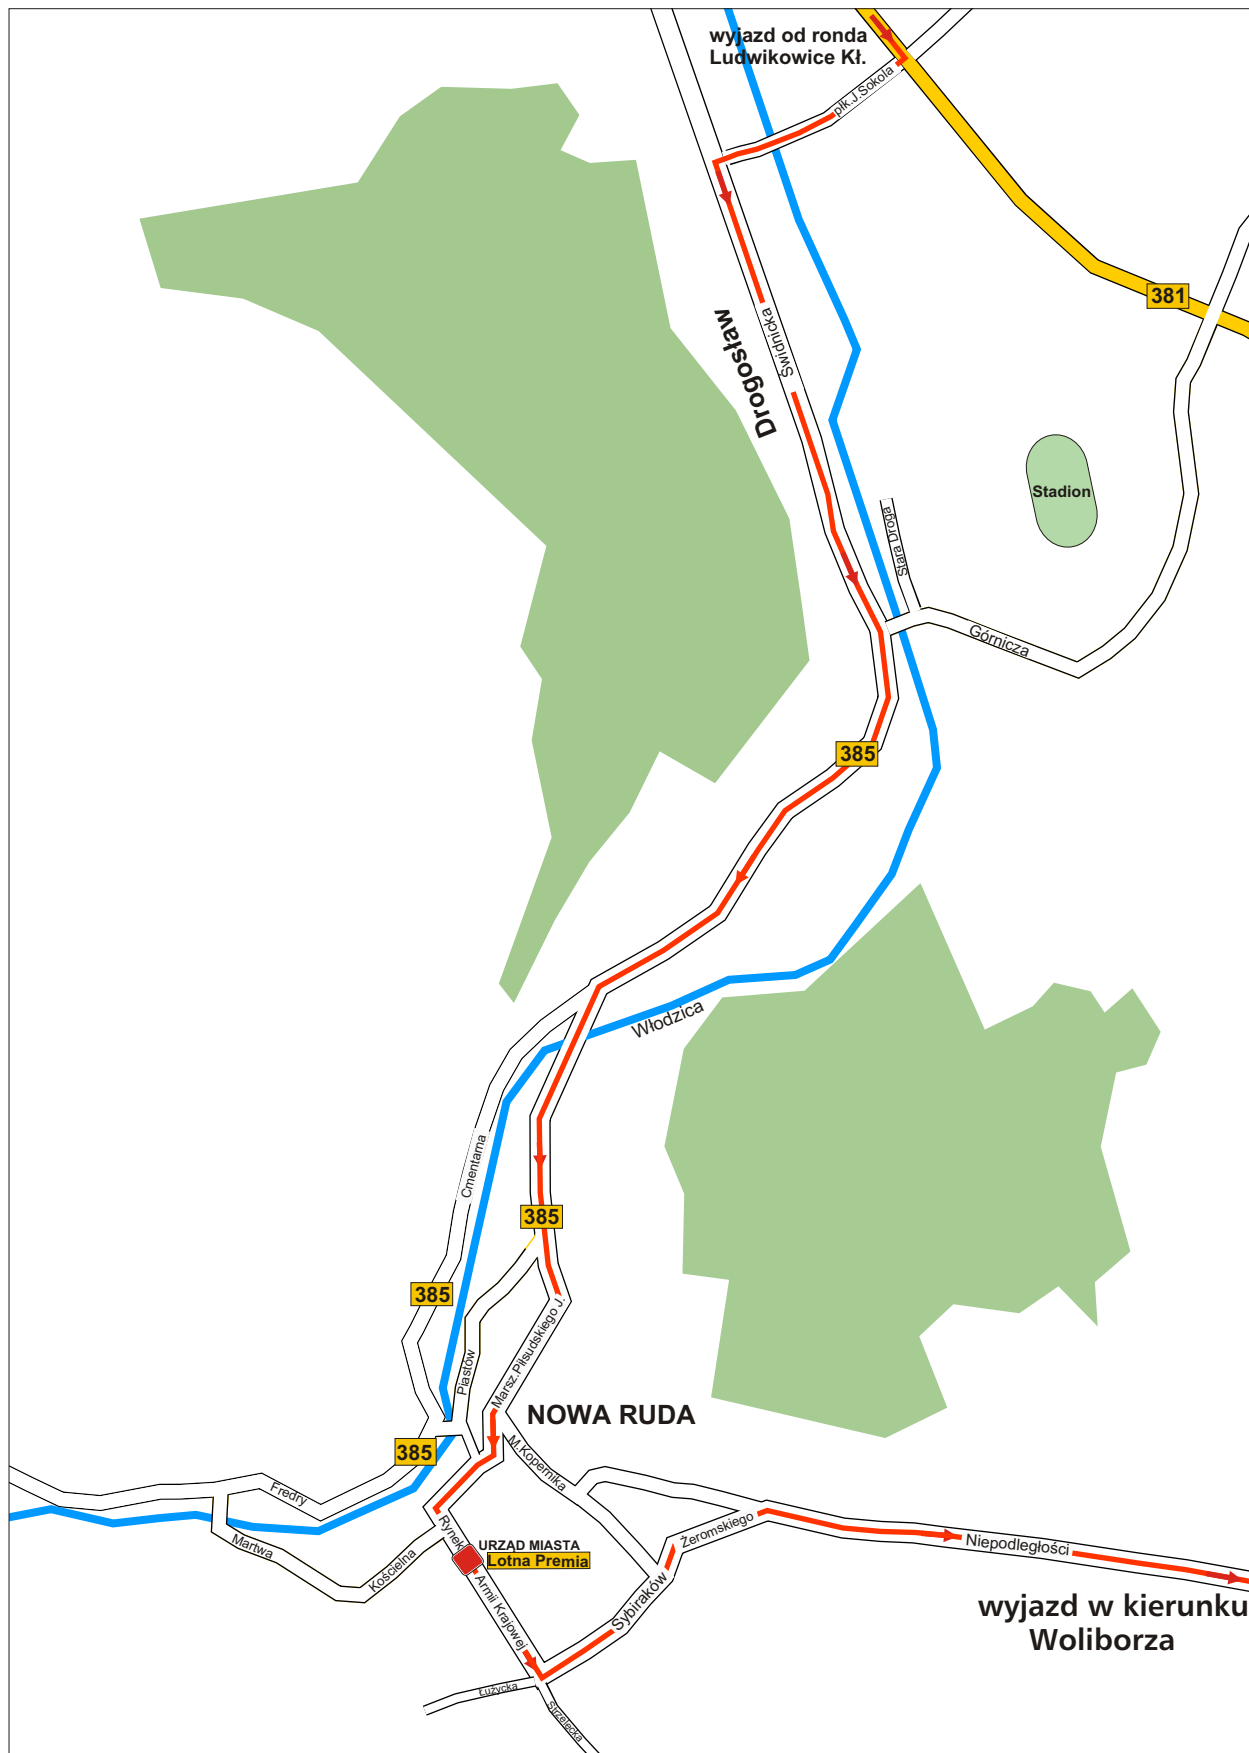 wyjazd od ronda
Ludwikowice Kł.
płk.J.Sokola
381
Świdnicka
Drogosław
Stadion
Stara Droga
Górnicza
385
Włodzica
Cmentarna
385
385
Marsz.Piłsudskiego J.
Piastów
NOWA RUDA
M.Kopernika
385
Fredry
Martwa
Kościelna
Rynek
URZĄD MIASTA
Lotna Premia
Armii Krajowej
Żeromskiego
Niepodległości
Sybiraków
wyjazd w kierunku
Woliborza
Łużycka
Strzelecka